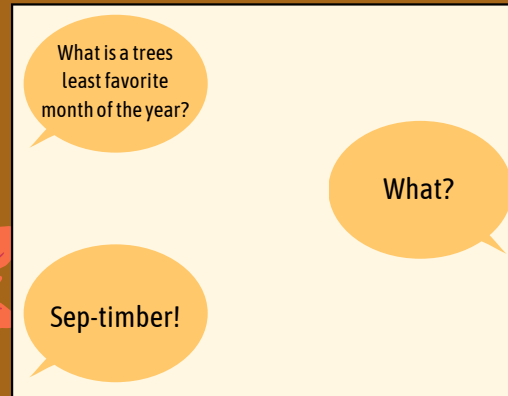 What is a trees
least favorite
month of the year?
What?
Sep-timber!